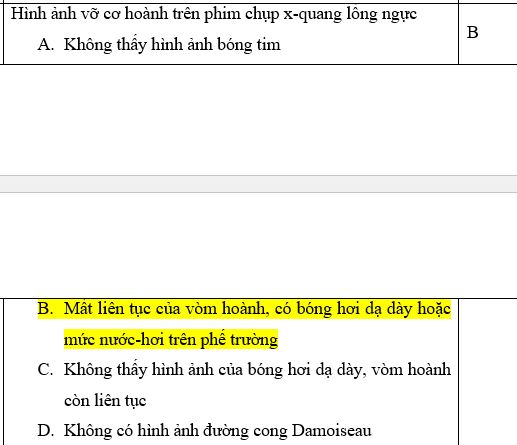 Hình ảnh vỡ cơ hoành trên phim chụp x-quang lồng ngực
B
A. Không thấy hình ảnh bóng tim
B. Mất liên tục của vòm hoành, có bóng hơi dạ dày hoặc
mức nước-hơi trên phế trường
C. Không thấy hình ảnh của bóng hơi dạ dày, vòm hoành
còn liên tục
D. Không có hình ảnh đường cong Damoiseau